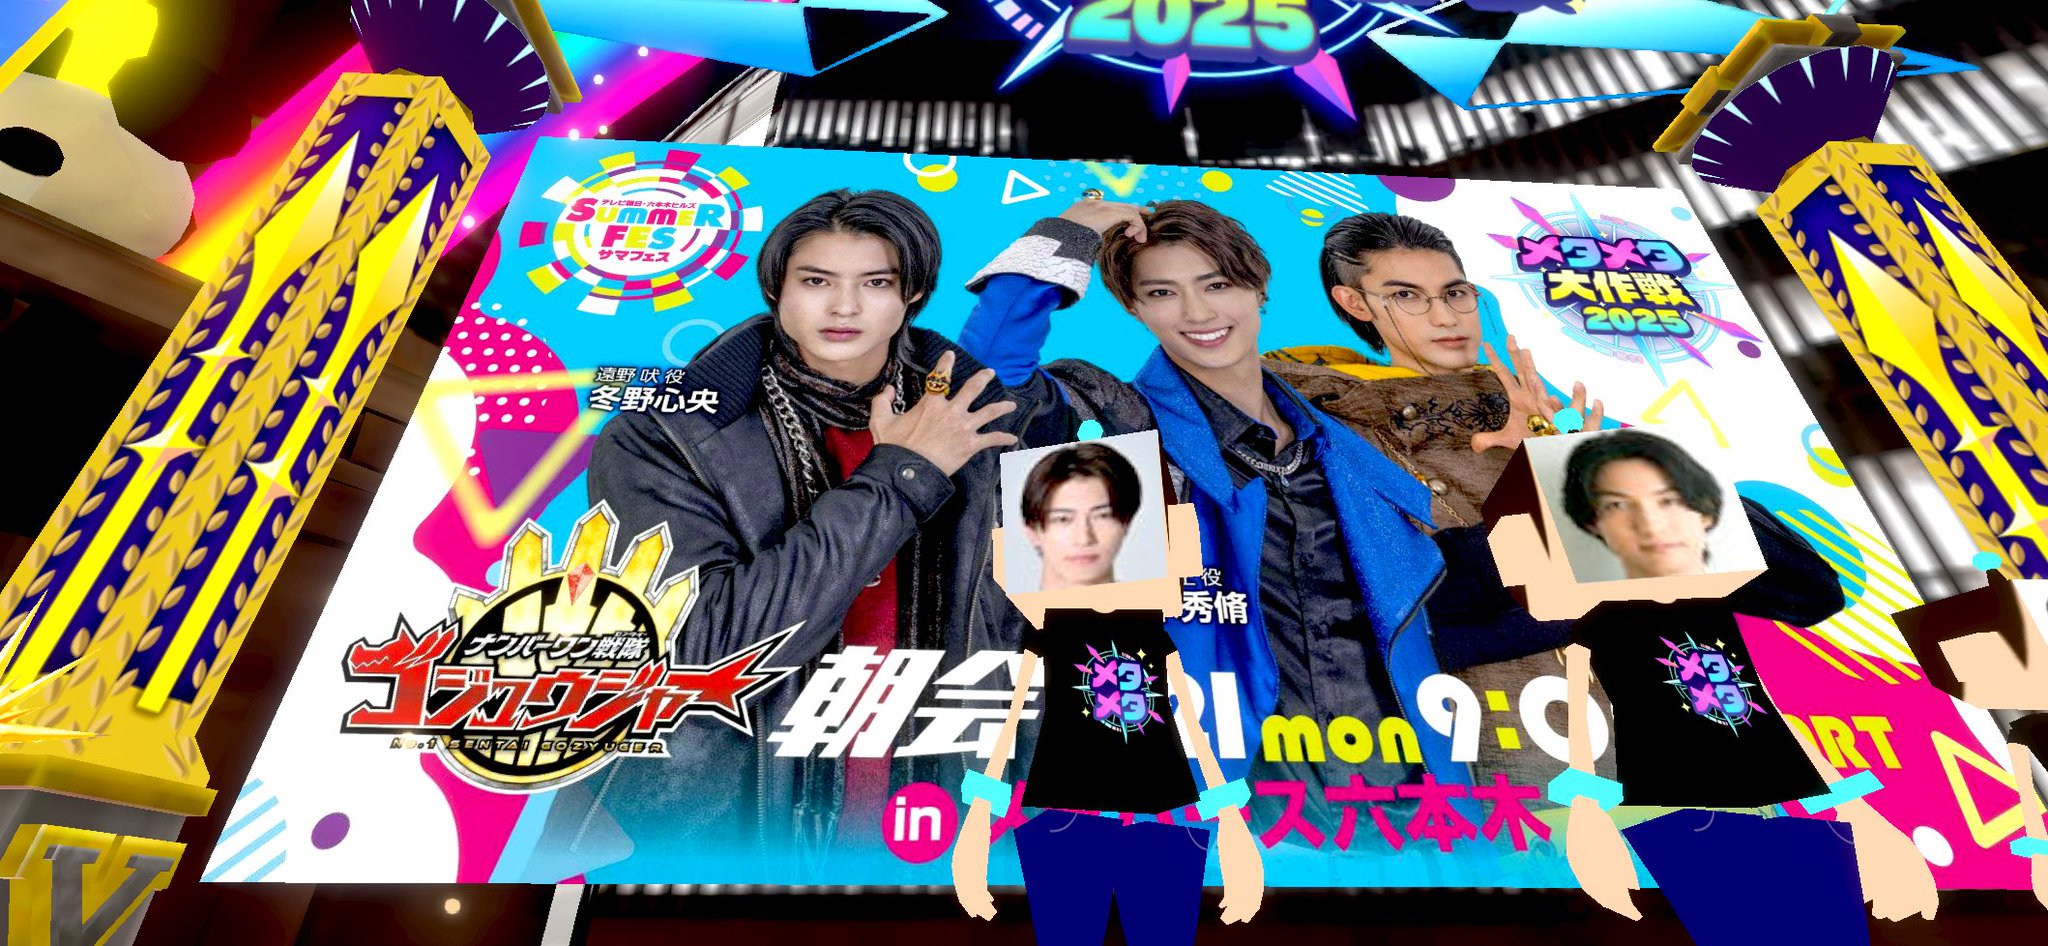 2025
テレビ朝日・六本木ヒルズ
SUMMER
FES
サマフェス
メタメタ
大作戦
2025
遠野 吠 役
冬野心央
役
秀脩
ナンバーワン戦隊
ゴジュウジャー
NO.1 SENTAI GOZYUGER
朝会
21 mon 9:0
ART
in
ス六本木
メタ
メタ
メタ
メタ
V